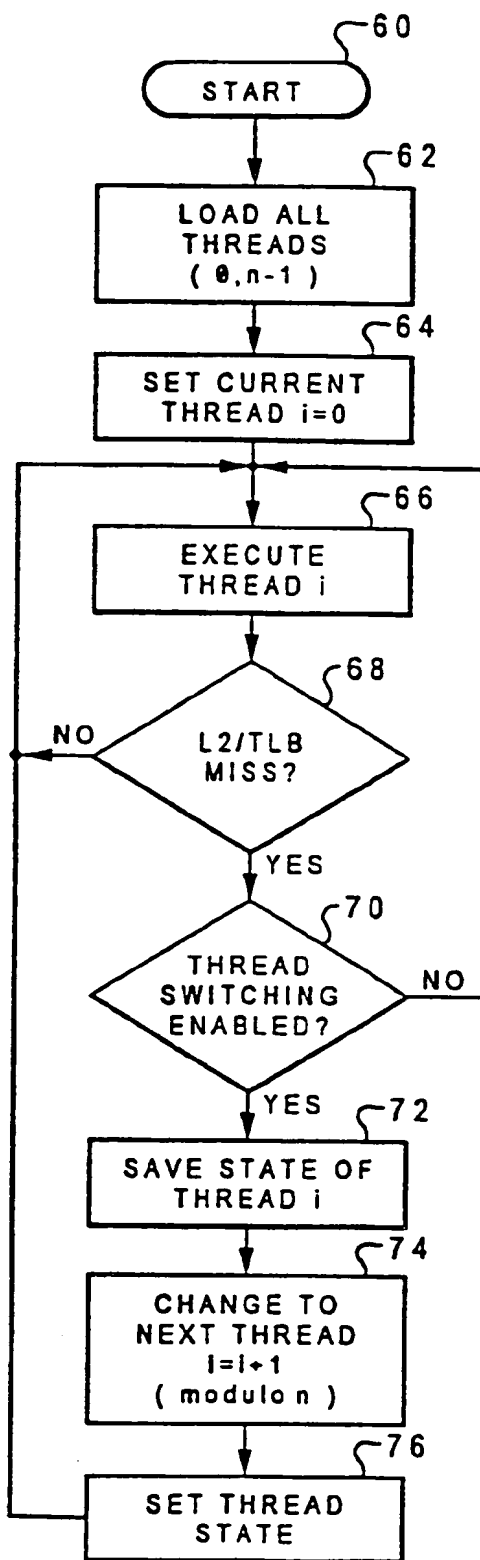 60
START
62
LOAD ALL
THREADS
( 0,n-1 )
64
SET CURRENT
THREAD i=0
66
EXECUTE
THREAD i
68
L2/TLB
MISS?
NO
YES
70
THREAD
SWITCHING
ENABLED?
NO
YES
72
SAVE STATE OF
THREAD i
74
CHANGE TO
NEXT THREAD
i=i+1
( modulo n )
76
SET THREAD
STATE